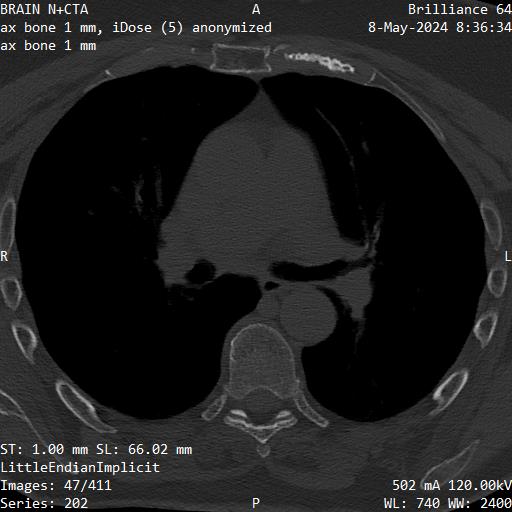 BRAIN N+CTA
A
Brilliance 64
ax bone 1 mm, iDose (5) anonymized
8-May-2024 8:36:34
ax bone 1 mm
R
L
ST: 1.00 mm SL: 66.02 mm
LittleEndianImplicit
Images: 47/411
502 mA 120.00kV
Series: 202
P
WL: 740 WW: 2400